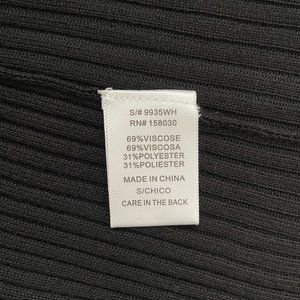 S/# 9935WH
RN# 158030
69%VISCOSE
69%VISCOSA
31%POLYESTER
31%POLIESTER
MADE IN CHINA
S/CHICO
CARE IN THE BACK